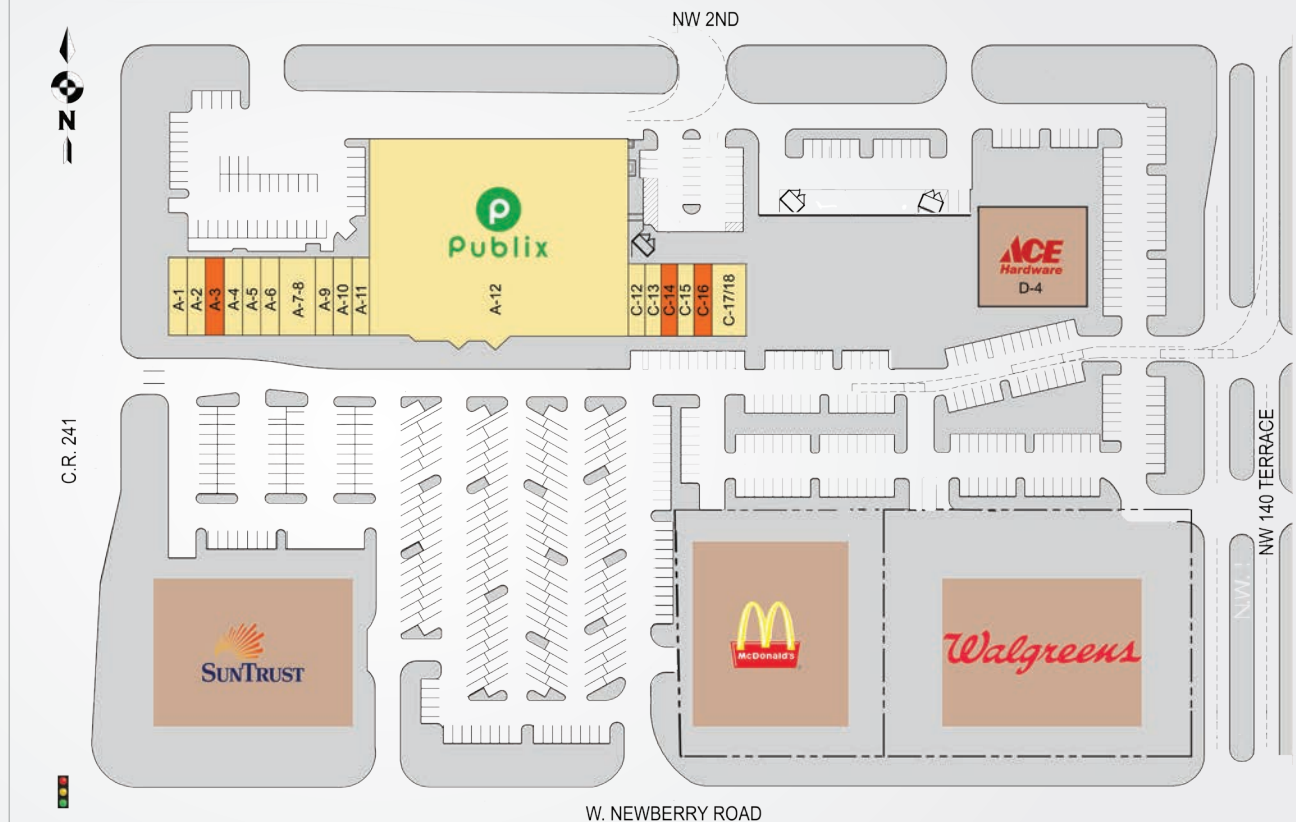 NW 2ND
N
Publix
A-1
A-2
A-3
A-4
A-5
A-6
A-7-8
A-9
A-10
A-11
A-12
C-12
C-13
C-14
C-15
C-16
C-17/18
ACE
Hardware
D-4
C.R. 241
NW 140 TERRACE
N.W. 1
SUNTRUST
McDonald's
Walgreens
W. NEWBERRY ROAD